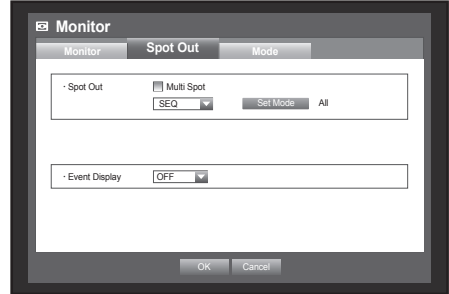 Monitor
Monitor Spot Out Mode
· Spot Out Multi Spot
SEQ Set Mode All
· Event Display OFF
OK Cancel